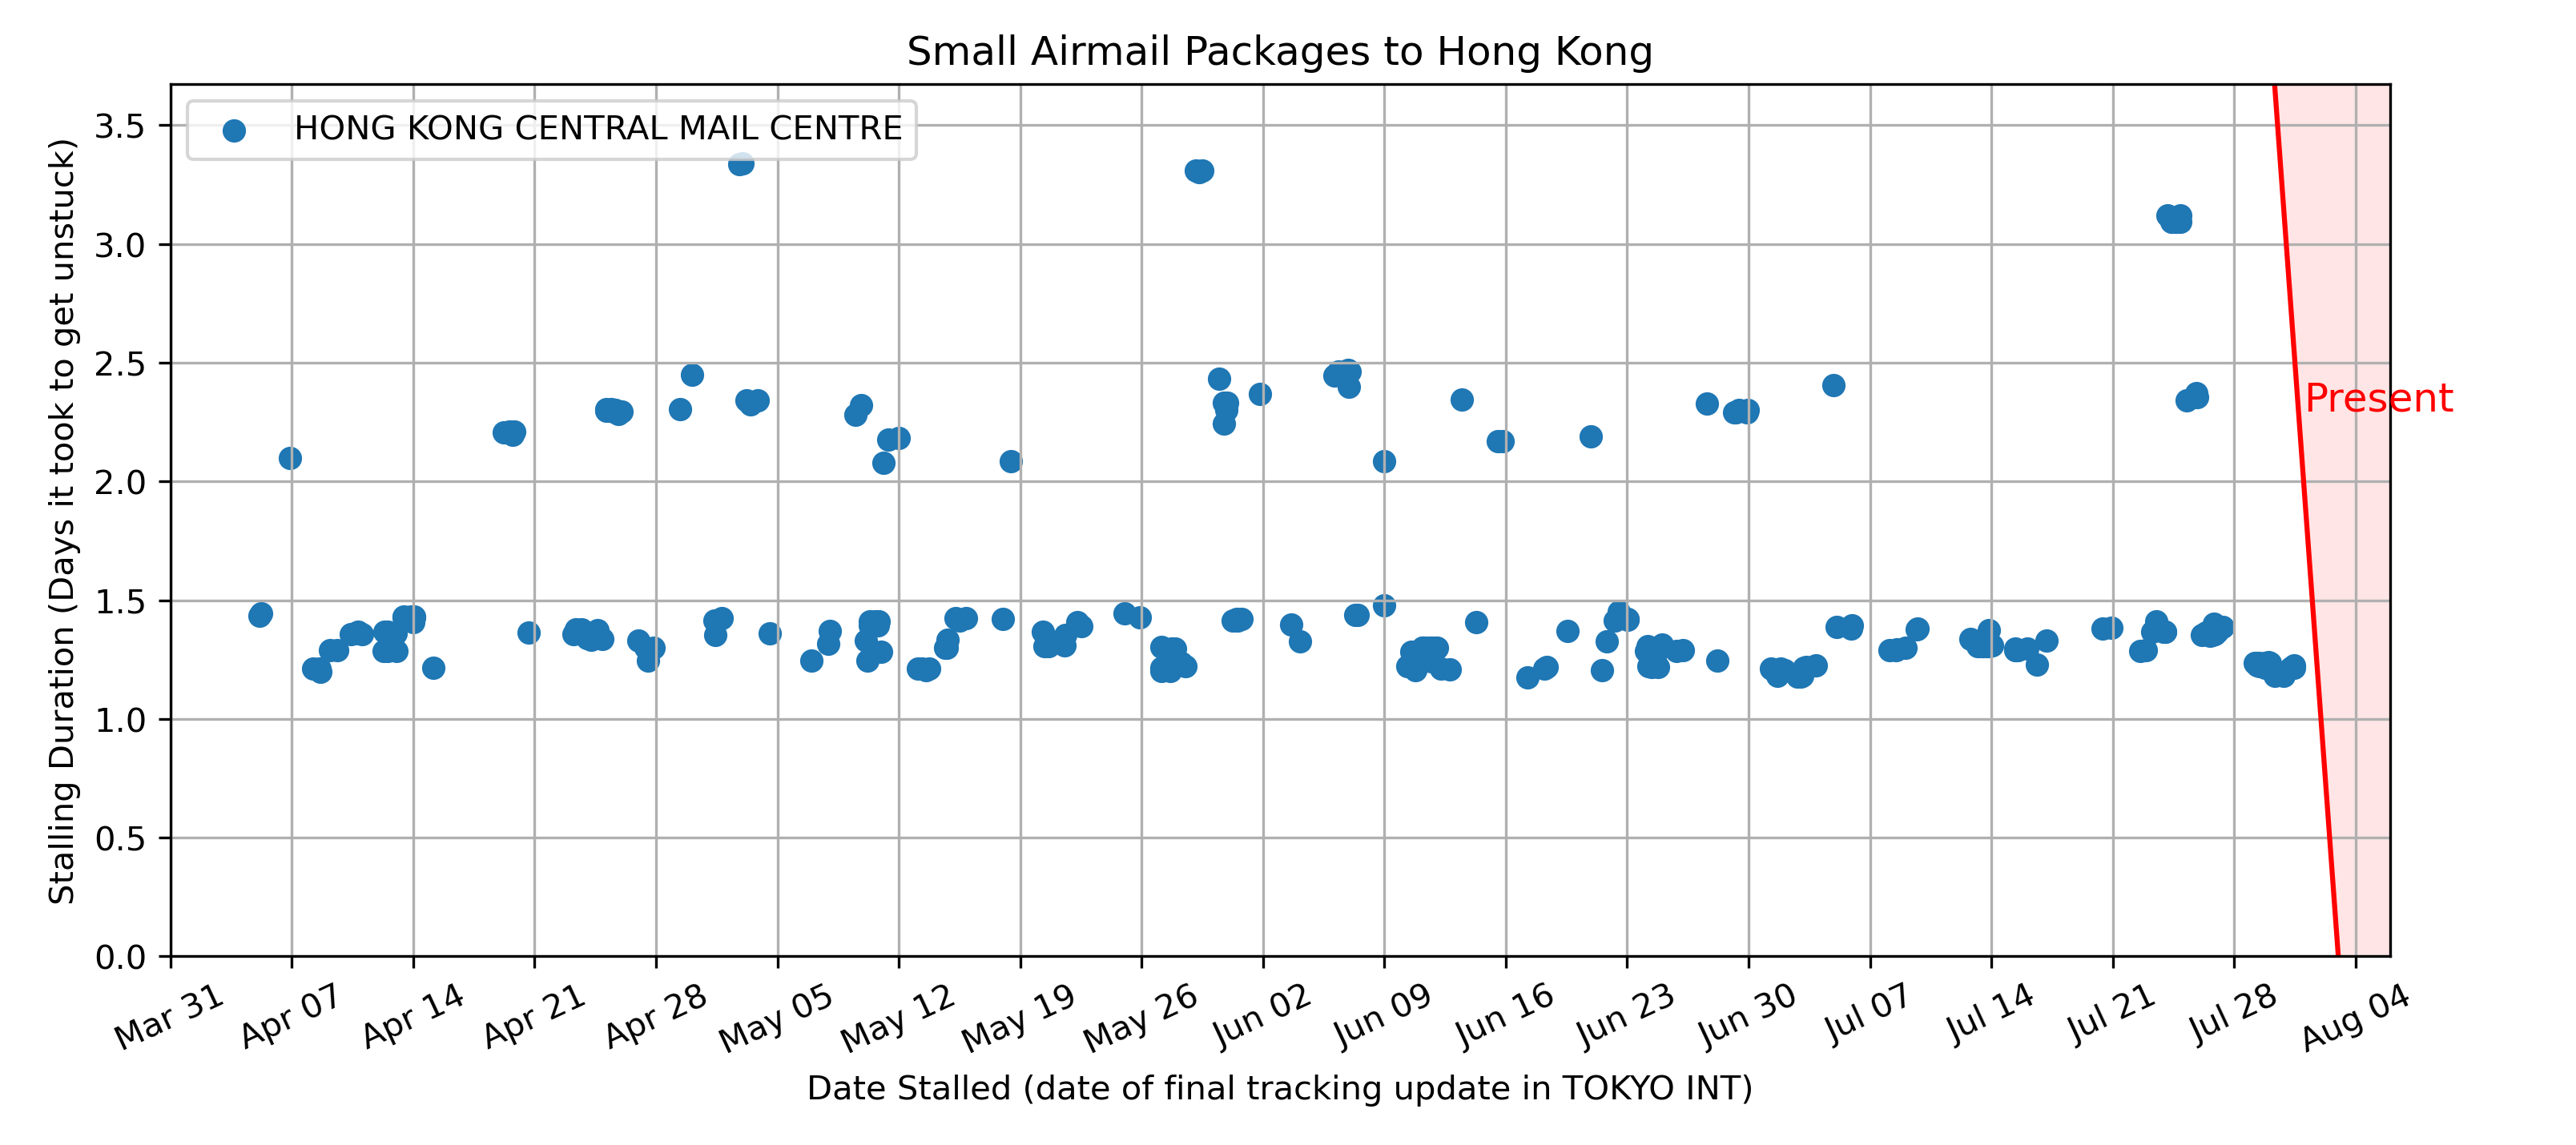 Small Airmail Packages to Hong Kong
HONG KONG CENTRAL MAIL CENTRE
Stalling Duration (Days it took to get unstuck)
3.5
3.0
2.5
2.0
1.5
1.0
0.5
0.0
Present
Mar 31 Apr 07 Apr 14 Apr 21 Apr 28 May 05 May 12 May 19 May 26 Jun 02 Jun 09 Jun 16 Jun 23 Jun 30 Jul 07 Jul 14 Jul 21 Jul 28 Aug 04
Date Stalled (date of final tracking update in TOKYO INT)